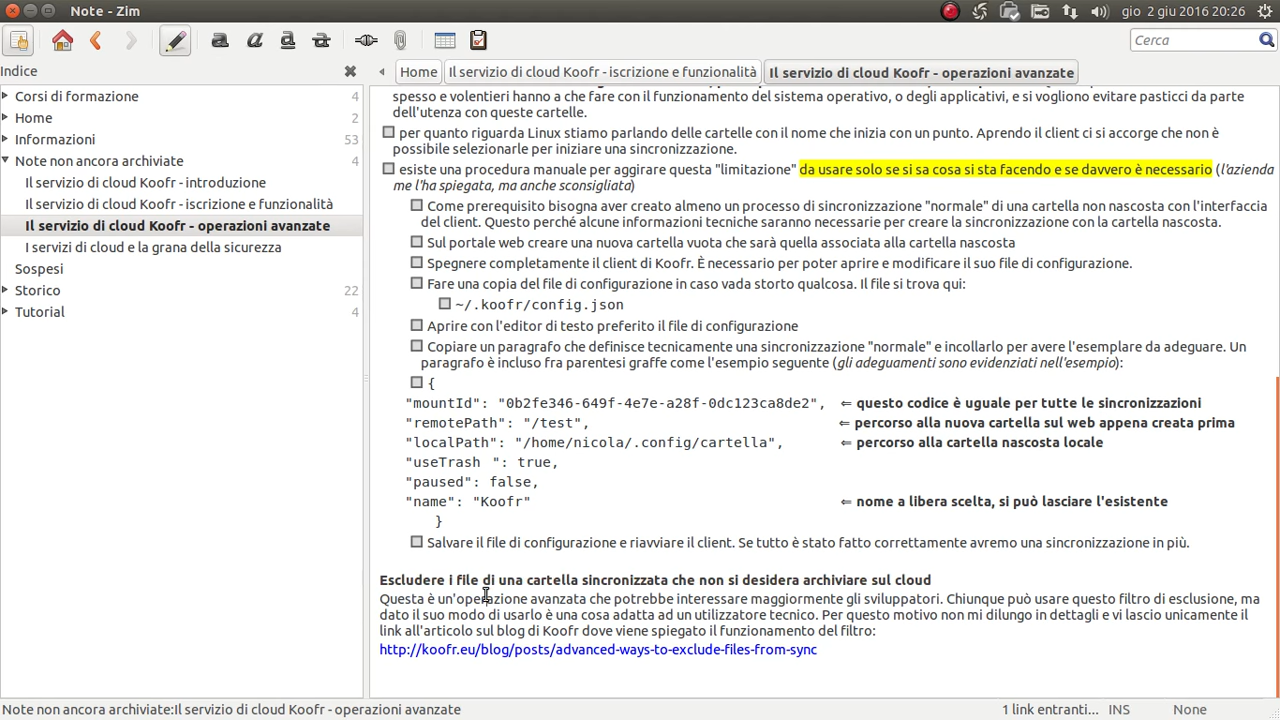 Note - Zim
gio 2 giu 2016 20:26
Cerca
Indice
Home
Il servizio di cloud Koofr - iscrizione e funzionalità
Il servizio di cloud Koofr - operazioni avanzate
Corsi di formazione 4
Home 2
Informazioni 53
Note non ancora archiviate 4
Il servizio di cloud Koofr - introduzione
Il servizio di cloud Koofr - iscrizione e funzionalità
Il servizio di cloud Koofr - operazioni avanzate
I servizi di cloud e la grana della sicurezza
Sospesi
Storico 22
Tutorial 4
spesso e volentieri hanno a che fare con il funzionamento del sistema operativo, o degli applicativi, e si vogliono evitare pasticci da parte
dell'utenza con queste cartelle.
per quanto riguarda Linux stiamo parlando delle cartelle con il nome che inizia con un punto. Aprendo il client ci si accorge che non è
possibile selezionarle per iniziare una sincronizzazione.
esiste una procedura manuale per aggirare questa "limitazione" da usare solo se si sa cosa si sta facendo e se davvero è necessario (l'azienda
me l'ha spiegata, ma anche sconsigliata)
Come prerequisito bisogna aver creato almeno un processo di sincronizzazione "normale" di una cartella non nascosta con l'interfaccia
del client. Questo perché alcune informazioni tecniche saranno necessarie per creare la sincronizzazione con la cartella nascosta.
Sul portale web creare una nuova cartella vuota che sarà quella associata alla cartella nascosta
Spegnere completamente il client di Koofr. È necessario per poter aprire e modificare il suo file di configurazione.
Fare una copia del file di configurazione in caso vada storto qualcosa. Il file si trova qui:
~/.koofr/config.json
Aprire con l'editor di testo preferito il file di configurazione
Copiare un paragrafo che definisce tecnicamente una sincronizzazione "normale" e incollarlo per avere l'esemplare da adeguare. Un
paragrafo è incluso fra parentesi graffe come l'esempio seguente (gli adeguamenti sono evidenziati nell'esempio):
{
"mountId": "0b2fe346-649f-4e7e-a28f-0dc123ca8de2", ⇐ questo codice è uguale per tutte le sincronizzazioni
"remotePath": "/test", ⇐ percorso alla nuova cartella sul web appena creata prima
"localPath": "/home/nicola/.config/cartella", ⇐ percorso alla cartella nascosta locale
"useTrash ": true,
"paused": false,
"name": "Koofr" ⇐ nome a libera scelta, si può lasciare l'esistente
}
Salvare il file di configurazione e riavviare il client. Se tutto è stato fatto correttamente avremo una sincronizzazione in più.
Escludere i file di una cartella sincronizzata che non si desidera archiviare sul cloud
Questa è un'operazione avanzata che potrebbe interessare maggiormente gli sviluppatori. Chiunque può usare questo filtro di esclusione, ma
dato il suo modo di usarlo è una cosa adatta ad un utilizzatore tecnico. Per questo motivo non mi dilungo in dettagli e vi lascio unicamente il
link all'articolo sul blog di Koofr dove viene spiegato il funzionamento del filtro:
http://koofr.eu/blog/posts/advanced-ways-to-exclude-files-from-sync
Note non ancora archiviate:Il servizio di cloud Koofr - operazioni avanzate
1 link entranti... INS None